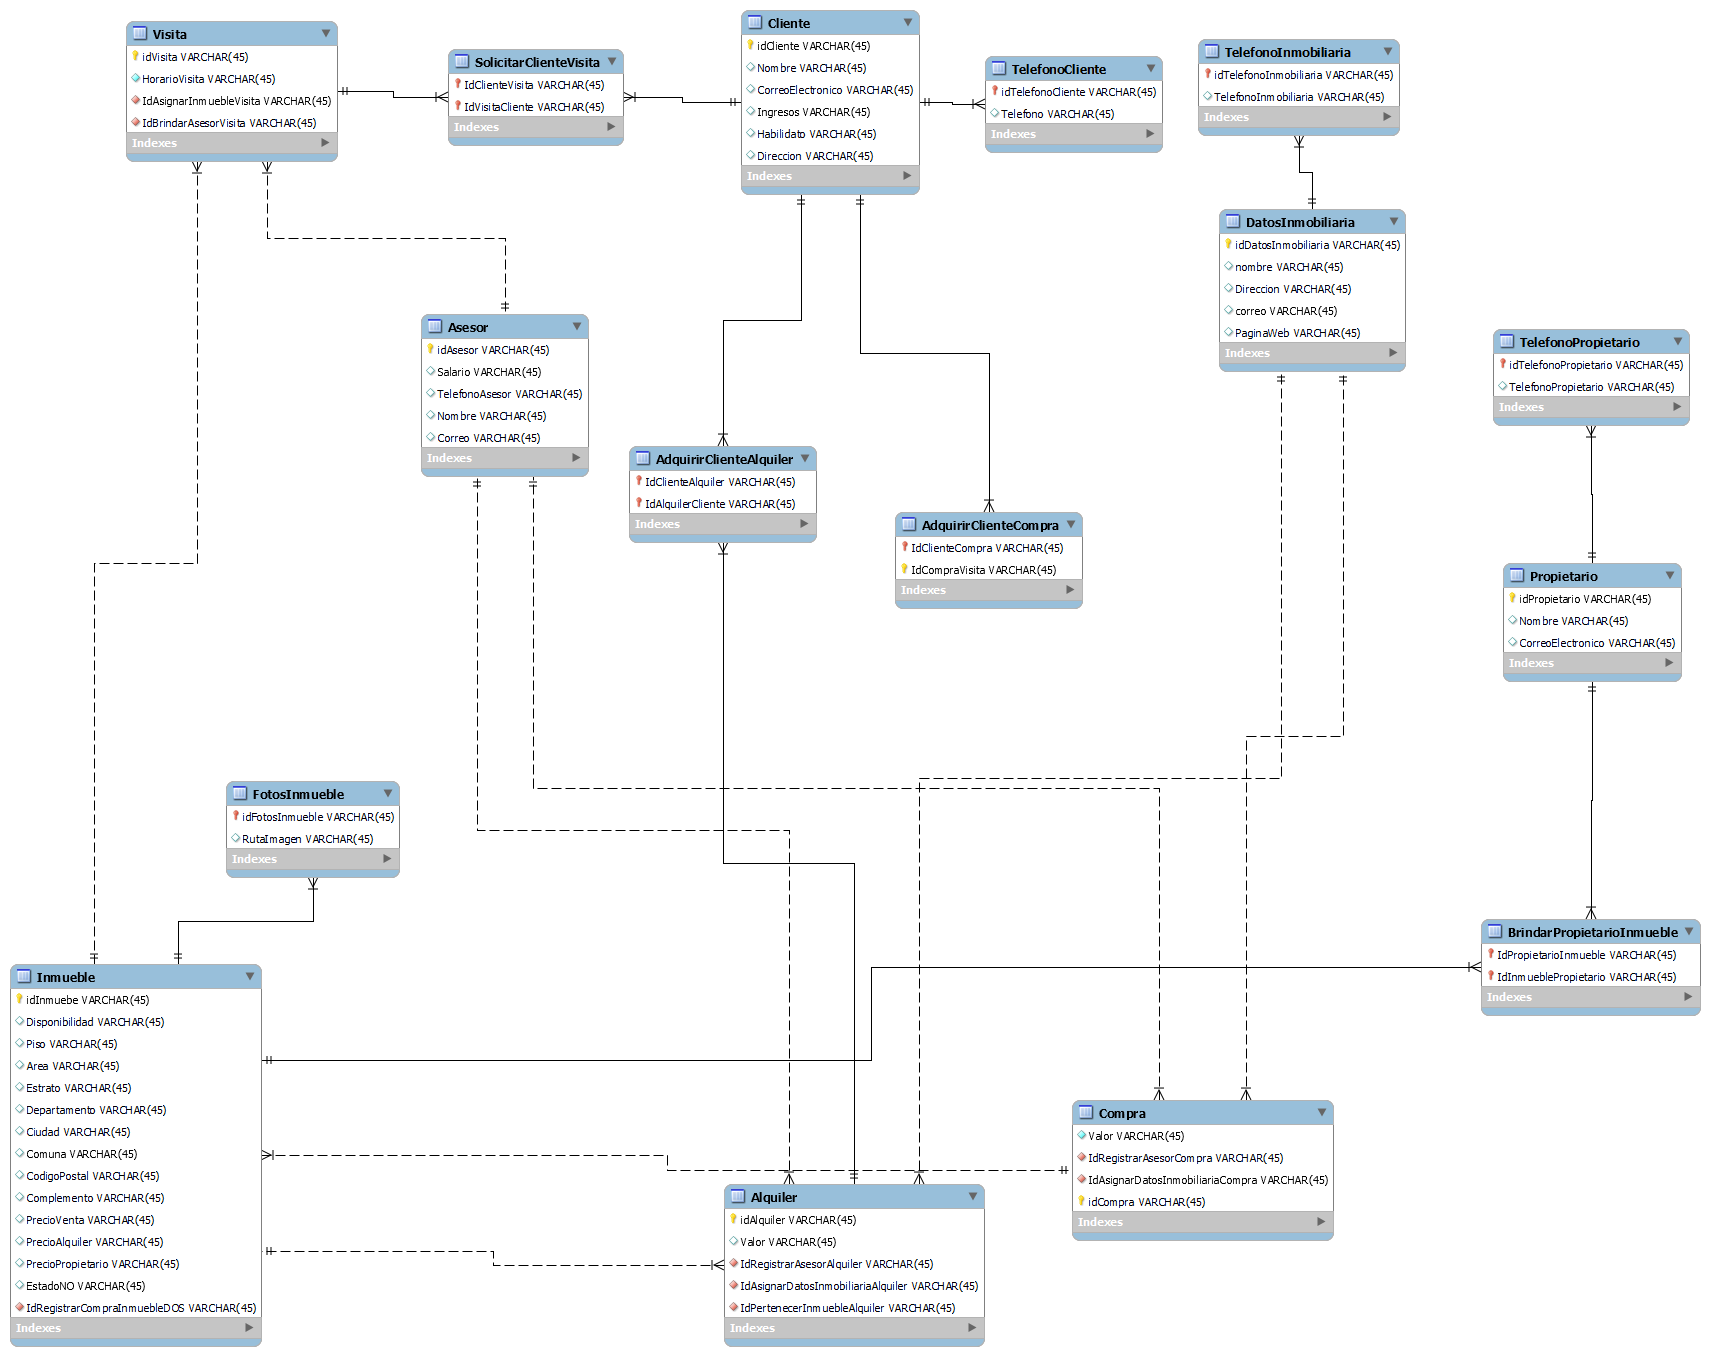 Visita
idVisita VARCHAR(45)
HorarioVisita VARCHAR(45)
IdAsignarInmuebleVisita VARCHAR(45)
IdBrindarAsesorVisita VARCHAR(45)
Indexes
SolicitarClienteVisita
IdClienteVisita VARCHAR(45)
IdVisitaCliente VARCHAR(45)
Indexes
Cliente
idCliente VARCHAR(45)
Nombre VARCHAR(45)
CorreoElectronico VARCHAR(45)
Ingresos VARCHAR(45)
Habilidato VARCHAR(45)
Direccion VARCHAR(45)
Indexes
TelefonoCliente
idTelefonoCliente VARCHAR(45)
Telefono VARCHAR(45)
Indexes
TelefonoInmobiliaria
idTelefonoInmobiliaria VARCHAR(45)
TelefonoInmobiliaria VARCHAR(45)
Indexes
DatosInmobiliaria
idDatosInmobiliaria VARCHAR(45)
nombre VARCHAR(45)
Direccion VARCHAR(45)
correo VARCHAR(45)
PaginaWeb VARCHAR(45)
Indexes
Asesor
idAsesor VARCHAR(45)
Salario VARCHAR(45)
TelefonoAsesor VARCHAR(45)
Nombre VARCHAR(45)
Correo VARCHAR(45)
Indexes
TelefonoPropietario
idTelefonoPropietario VARCHAR(45)
TelefonoPropietario VARCHAR(45)
Indexes
AdquirirClienteAlquiler
IdClienteAlquiler VARCHAR(45)
IdAlquilerCliente VARCHAR(45)
Indexes
AdquirirClienteCompra
IdClienteCompra VARCHAR(45)
IdCompraVisita VARCHAR(45)
Indexes
Propietario
idPropietario VARCHAR(45)
Nombre VARCHAR(45)
CorreoElectronico VARCHAR(45)
Indexes
FotosInmueble
idFotosInmueble VARCHAR(45)
RutaImagen VARCHAR(45)
Indexes
BrindarPropietarioInmueble
IdPropietarioInmueble VARCHAR(45)
IdInmueblePropietario VARCHAR(45)
Indexes
Inmueble
idInmuebe VARCHAR(45)
Disponibilidad VARCHAR(45)
Piso VARCHAR(45)
Area VARCHAR(45)
Estrato VARCHAR(45)
Departamento VARCHAR(45)
Ciudad VARCHAR(45)
Comuna VARCHAR(45)
CodigoPostal VARCHAR(45)
Complemento VARCHAR(45)
PrecioVenta VARCHAR(45)
PrecioAlquiler VARCHAR(45)
PrecioPropietario VARCHAR(45)
EstadoNO VARCHAR(45)
IdRegistrarCompraInmuebleDOS VARCHAR(45)
Indexes
Compra
Valor VARCHAR(45)
IdRegistrarAsesorCompra VARCHAR(45)
IdAsignarDatosInmobiliariaCompra VARCHAR(45)
idCompra VARCHAR(45)
Indexes
Alquiler
idAlquiler VARCHAR(45)
Valor VARCHAR(45)
IdRegistrarAsesorAlquiler VARCHAR(45)
IdAsignarDatosInmobiliariaAlquiler VARCHAR(45)
IdPertenecerInmuebleAlquiler VARCHAR(45)
Indexes